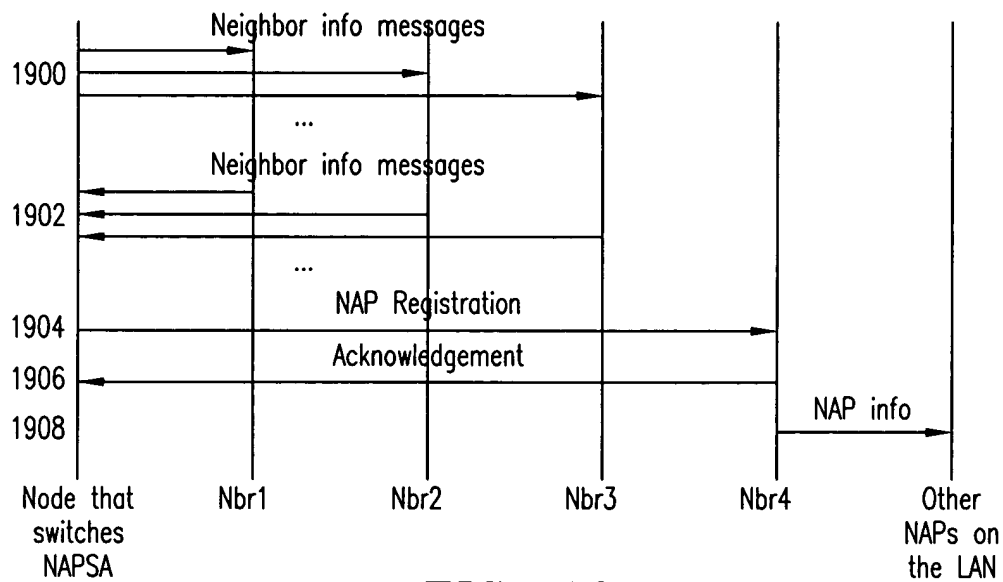 Neighbor info messages
1900
...
Neighbor info messages
1902
...
NAP Registration
1904
Acknowledgement
1906
NAP info
1908
Node that
switches
NAPSA
Nbr1
Nbr2
Nbr3
Nbr4
Other
NAPs on
the LAN